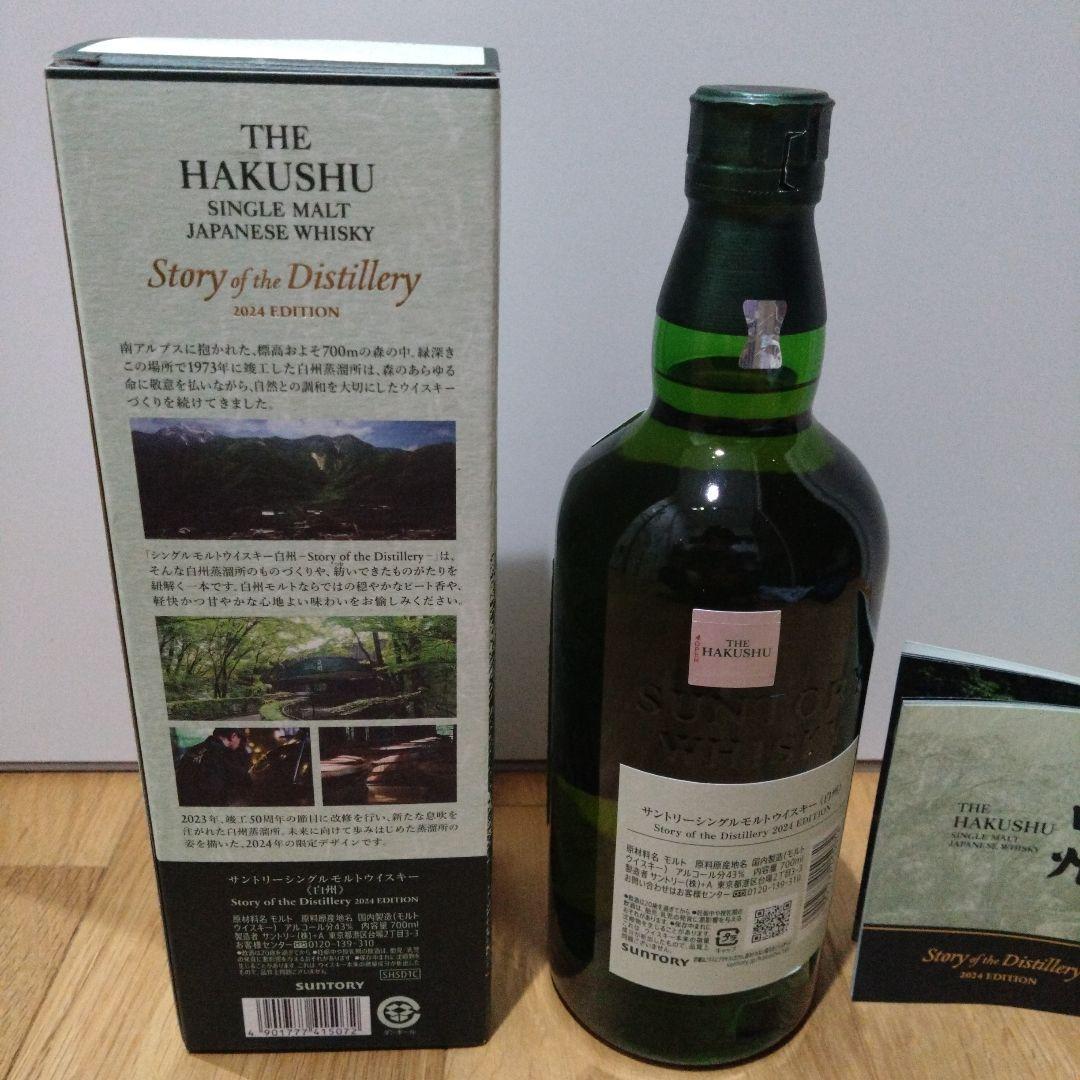 THE
HAKUSHU
SINGLE MALT
JAPANESE WHISKY
Story of the Distillery
2024 EDITION
南アルプスに抱かれた、標高およそ700mの森の中。緑深き
この場所で1973年に竣工した白州蒸溜所は、森のあらゆる
命に敬意を払いながら、自然との調和を大切にしたウイスキー
づくりを続けてきました。
「シングルモルトウイスキー白州－Story of the Distillery－」は、
そんな白州蒸溜所のものづくりや、紡いできたものがたりを
紐解く一本です。白州モルトならではの穏やかなピート香や、
軽快かつ甘やかな心地よい味わいをお愉しみください。
2023年、竣工50周年の節目に改修を行い、新たな息吹を
注がれた白州蒸溜所。未来に向けて歩みはじめた蒸溜所の
姿を描いた、2024年の限定デザインです。
サントリーシングルモルトウイスキー
〈白州〉
Story of the Distillery 2024 EDITION
原材料名 モルト 原料原産地名 国内製造(モルト
ウイスキー) アルコール分43% 内容量700ml
製造者 サントリー(株)+A 東京都港区台場2丁目3-3
お客様センター 0120-139-310
SHSD1C
SUNTORY
4 901777 415072
ダンボール
OPEN
THE
HAKUSHU
SUNTORY
WHISKY
サントリーシングルモルトウイスキー〈白州〉
Story of the Distillery 2024 EDITION
原材料名 モルト 原料原産地名 国内製造(モルト
ウイスキー) アルコール分43% 内容量 700ml
製造者 サントリー(株)+A 東京都港区台場2丁目3-3
お問い合わせはお客様センター 0120-139-310
SUNTORY
プラ
キャップ
THE
HAKUSHU
SINGLE MALT
JAPANESE WHISKY
白州
Story of the Distillery
2024 EDITION